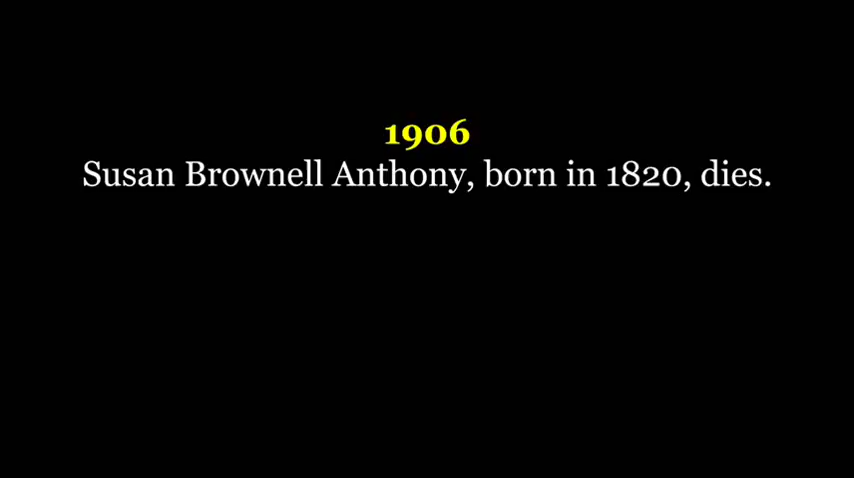 1906
Susan Brownell Anthony, born in 1820, dies.